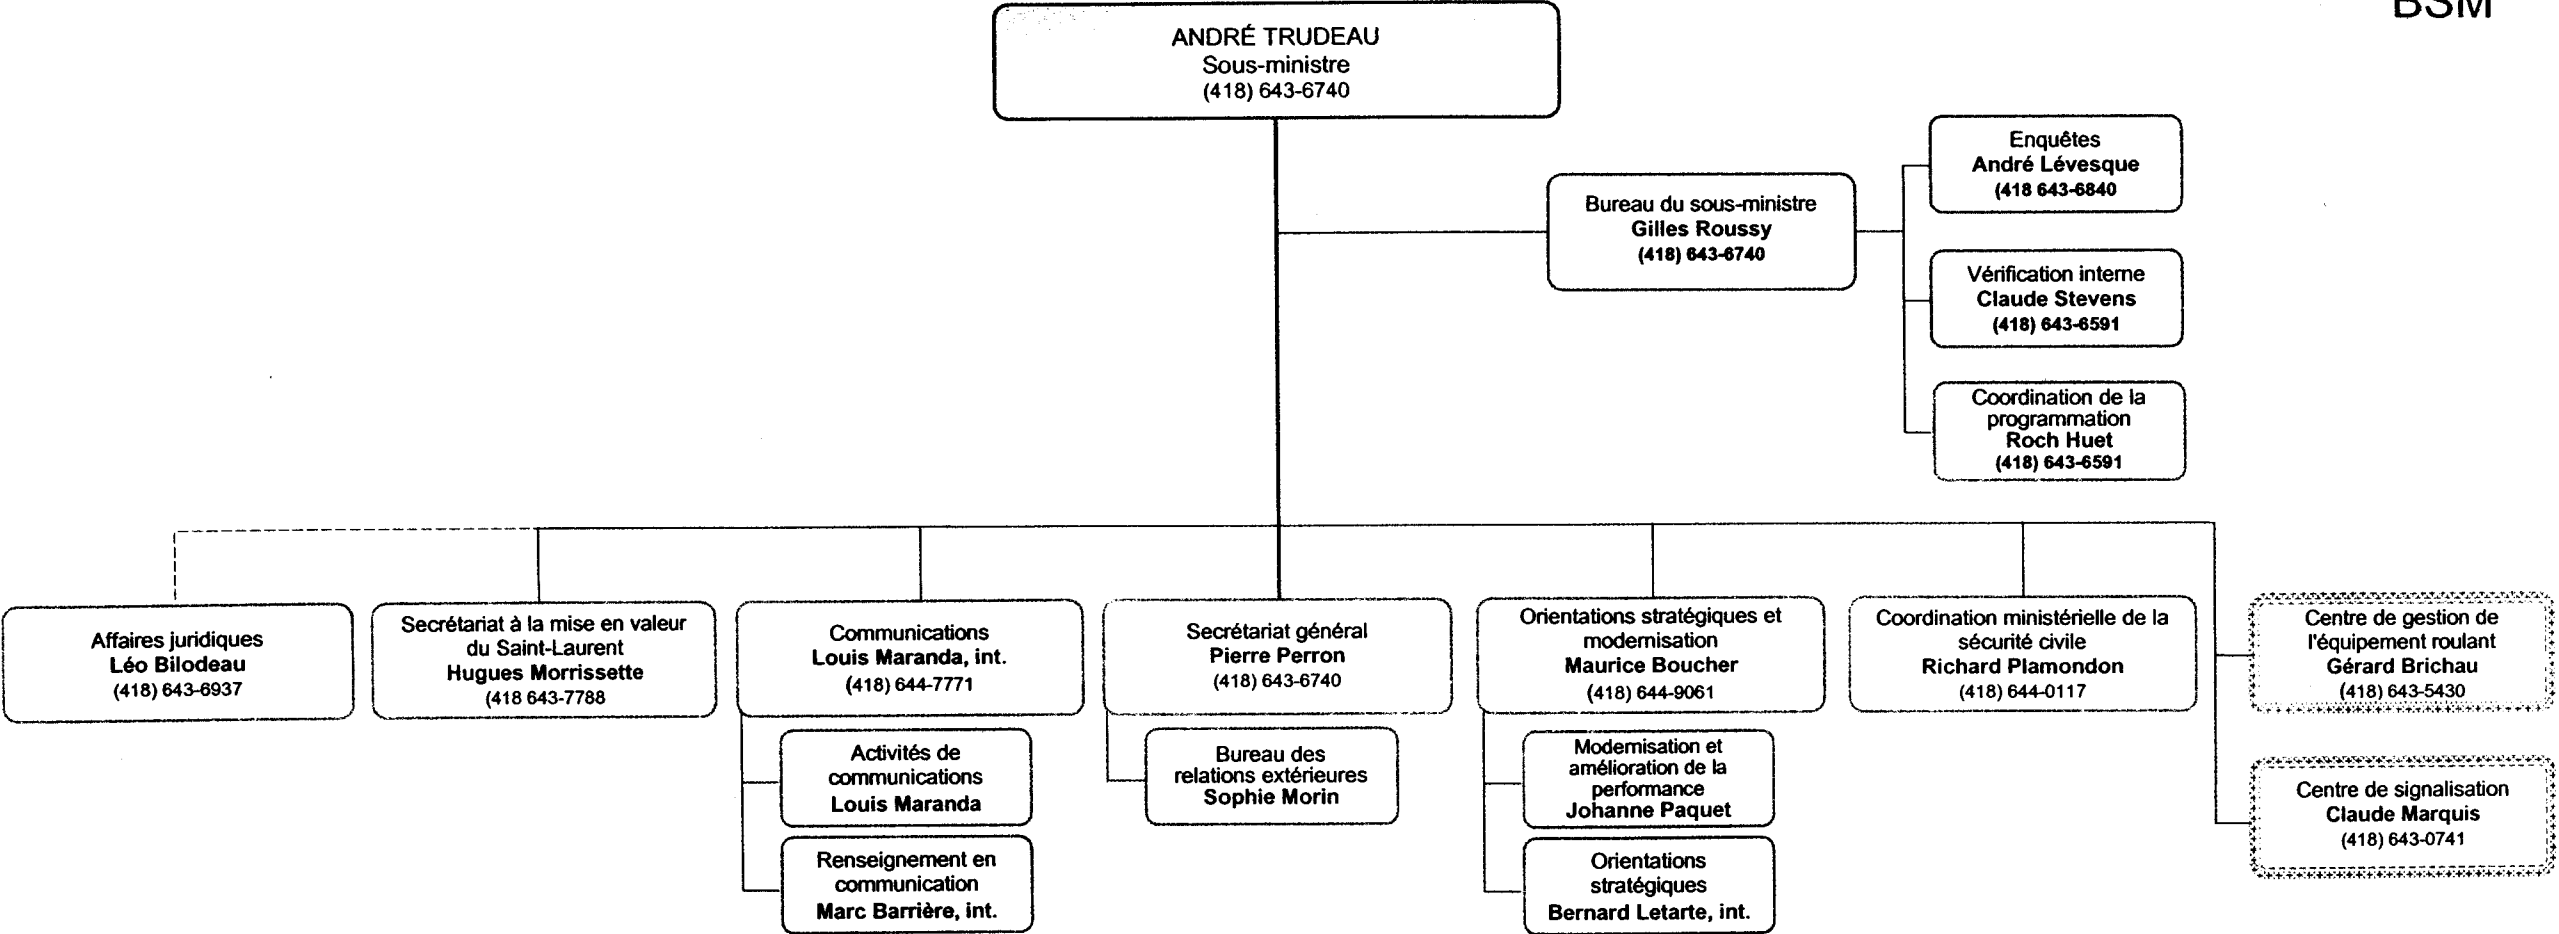 BSM
ANDRÉ TRUDEAU
Sous-ministre
(418) 643-6740
Enquêtes
André Lévesque
(418 643-6840
Bureau du sous-ministre
Gilles Roussy
(418) 643-6740
Vérification interne
Claude Stevens
(418) 643-6591
Coordination de la
programmation
Roch Huet
(418) 643-6591
Affaires juridiques
Léo Bilodeau
(418) 643-6937
Secrétariat à la mise en valeur
du Saint-Laurent
Hugues Morrissette
(418 643-7788
Communications
Louis Maranda, int.
(418) 644-7771
Activités de
communications
Louis Maranda
Renseignement en
communication
Marc Barrière, int.
Secrétariat général
Pierre Perron
(418) 643-6740
Bureau des
relations extérieures
Sophie Morin
Orientations stratégiques et
modernisation
Maurice Boucher
(418) 644-9061
Modernisation et
amélioration de la
performance
Johanne Paquet
Orientations
stratégiques
Bernard Letarte, int.
Coordination ministérielle de la
sécurité civile
Richard Plamondon
(418) 644-0117
Centre de gestion de
l'équipement roulant
Gérard Brichau
(418) 643-5430
Centre de signalisation
Claude Marquis
(418) 643-0741